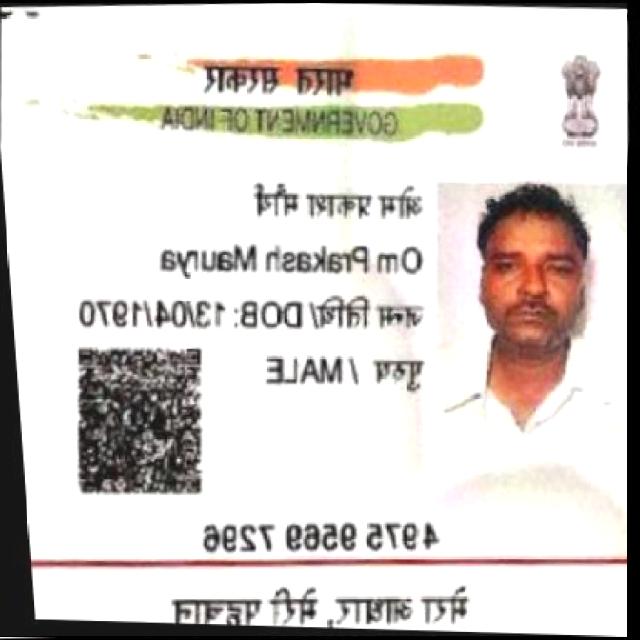 भारत सरकार
GOVERNMENT OF INDIA
ओम प्रकाश मौर्य
Om Prakash Maurya
जन्म तिथि/ DOB: 13/04/1970
पुरुष / MALE
4975 9569 7296
मेरा आधार, मेरी पहचान